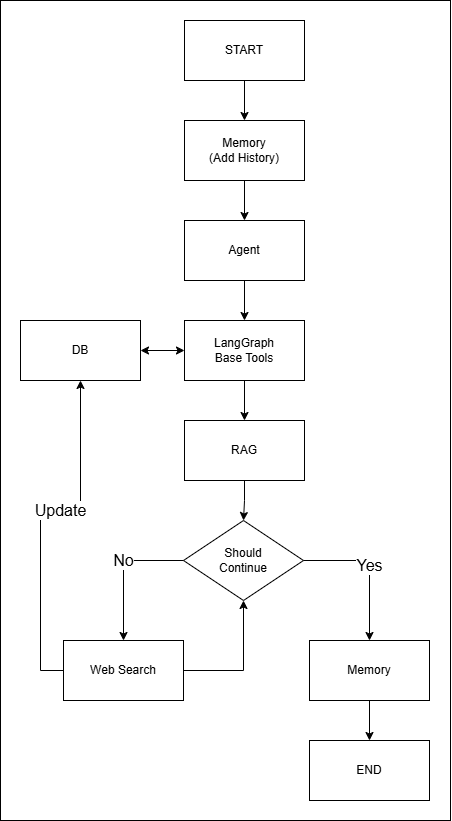 START
Memory
(Add History)
Agent
DB
LangGraph
Base Tools
RAG
Update
Should
Continue
No
Yes
Web Search
Memory
END